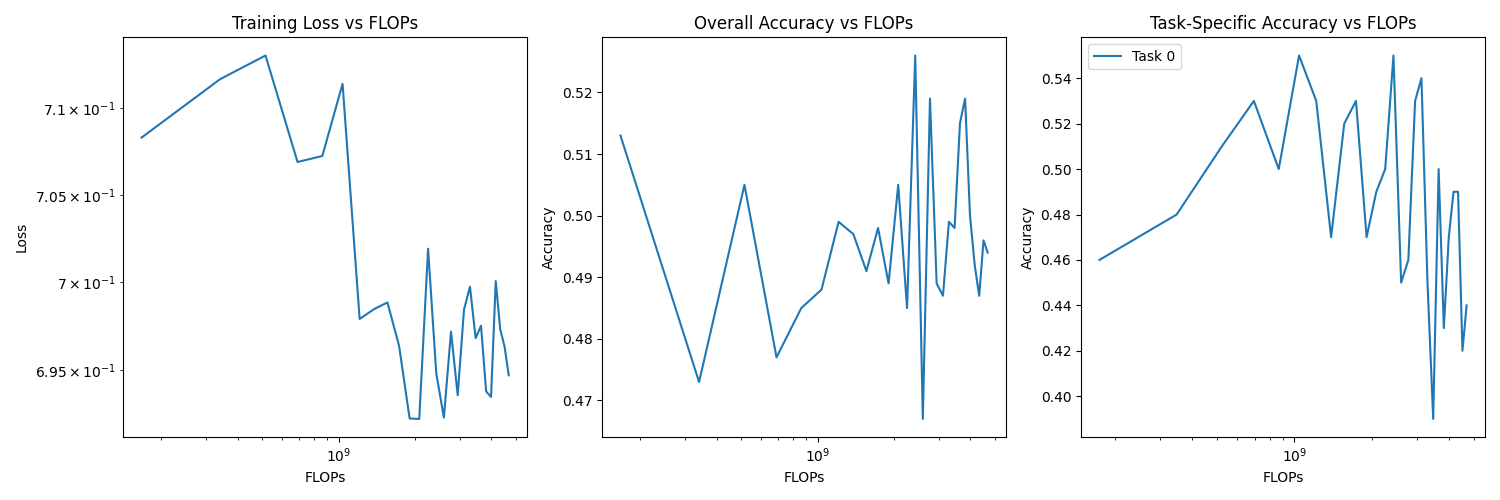 Training Loss vs FLOPs
7.1 × 10⁻¹
7.05 × 10⁻¹
7 × 10⁻¹
6.95 × 10⁻¹
Loss
10⁹
FLOPs
Overall Accuracy vs FLOPs
0.52
0.51
0.50
0.49
0.48
0.47
Accuracy
10⁹
FLOPs
Task-Specific Accuracy vs FLOPs
Task 0
0.54
0.52
0.50
0.48
0.46
0.44
0.42
0.40
Accuracy
10⁹
FLOPs